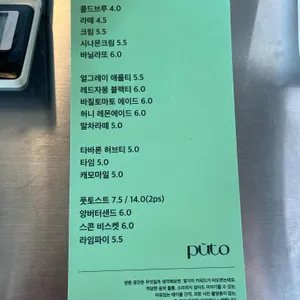 콜드브루 4.0
라떼 4.5
크림 5.5
시나몬크림 5.5
바닐라또 6.0
얼그레이 애플티 5.5
레드자몽 블랙티 6.0
바질토마토 에이드 6.0
허니 레몬에이드 6.0
말차라떼 5.0
타바론 허브티 5.0
타임 5.0
캐모마일 5.0
풋토스트 7.5 / 14.0(2ps)
앙버터샌드 6.0
스콘 비스켓 6.0
라임파이 5.5
pùto